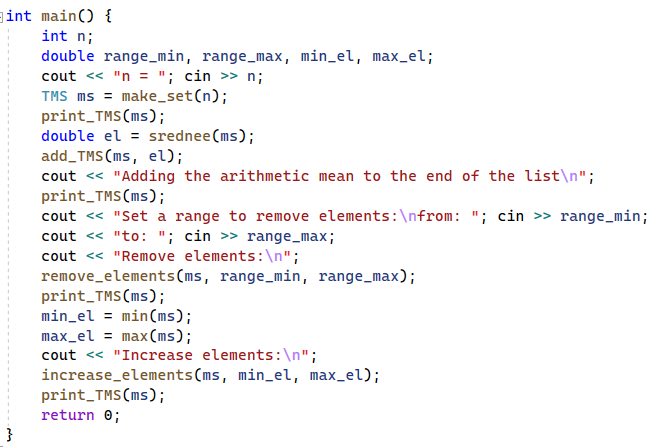 int main() {
int n;
double range_min, range_max, min_el, max_el;
cout << "n = "; cin >> n;
TMS ms = make_set(n);
print_TMS(ms);
double el = srednee(ms);
add_TMS(ms, el);
cout << "Adding the arithmetic mean to the end of the list\n";
print_TMS(ms);
cout << "Set a range to remove elements:\nfrom: "; cin >> range_min;
cout << "to: "; cin >> range_max;
cout << "Remove elements:\n";
remove_elements(ms, range_min, range_max);
print_TMS(ms);
min_el = min(ms);
max_el = max(ms);
cout << "Increase elements:\n";
increase_elements(ms, min_el, max_el);
print_TMS(ms);
return 0;
}